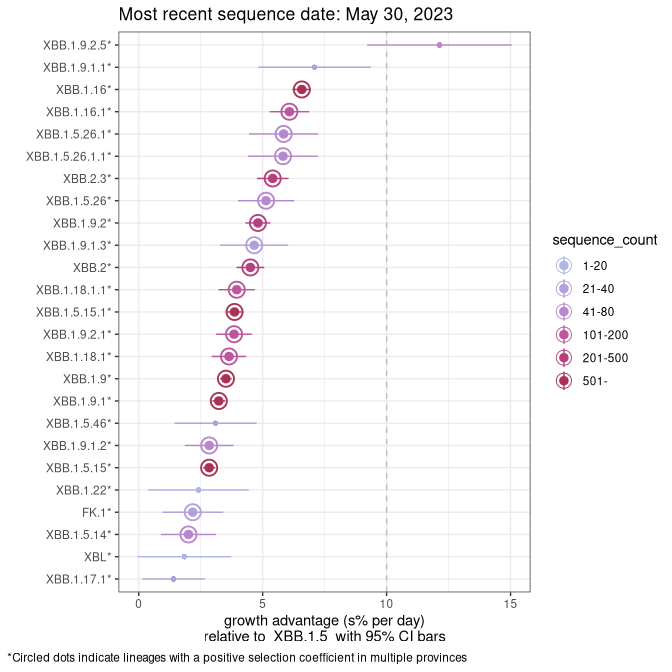 Most recent sequence date: May 30, 2023
XBB.1.9.2.5*
XBB.1.9.1.1*
XBB.1.16*
XBB.1.16.1*
XBB.1.5.26.1*
XBB.1.5.26.1.1*
XBB.2.3*
XBB.1.5.26*
XBB.1.9.2*
XBB.1.9.1.3*
XBB.2*
XBB.1.18.1.1*
XBB.1.5.15.1*
XBB.1.9.2.1*
XBB.1.18.1*
XBB.1.9*
XBB.1.9.1*
XBB.1.5.46*
XBB.1.9.1.2*
XBB.1.5.15*
XBB.1.22*
FK.1*
XBB.1.5.14*
XBL*
XBB.1.17.1*
0 5 10 15
growth advantage (s% per day)
relative to XBB.1.5 with 95% CI bars
sequence_count
1-20
21-40
41-80
101-200
201-500
501-
*Circled dots indicate lineages with a positive selection coefficient in multiple provinces